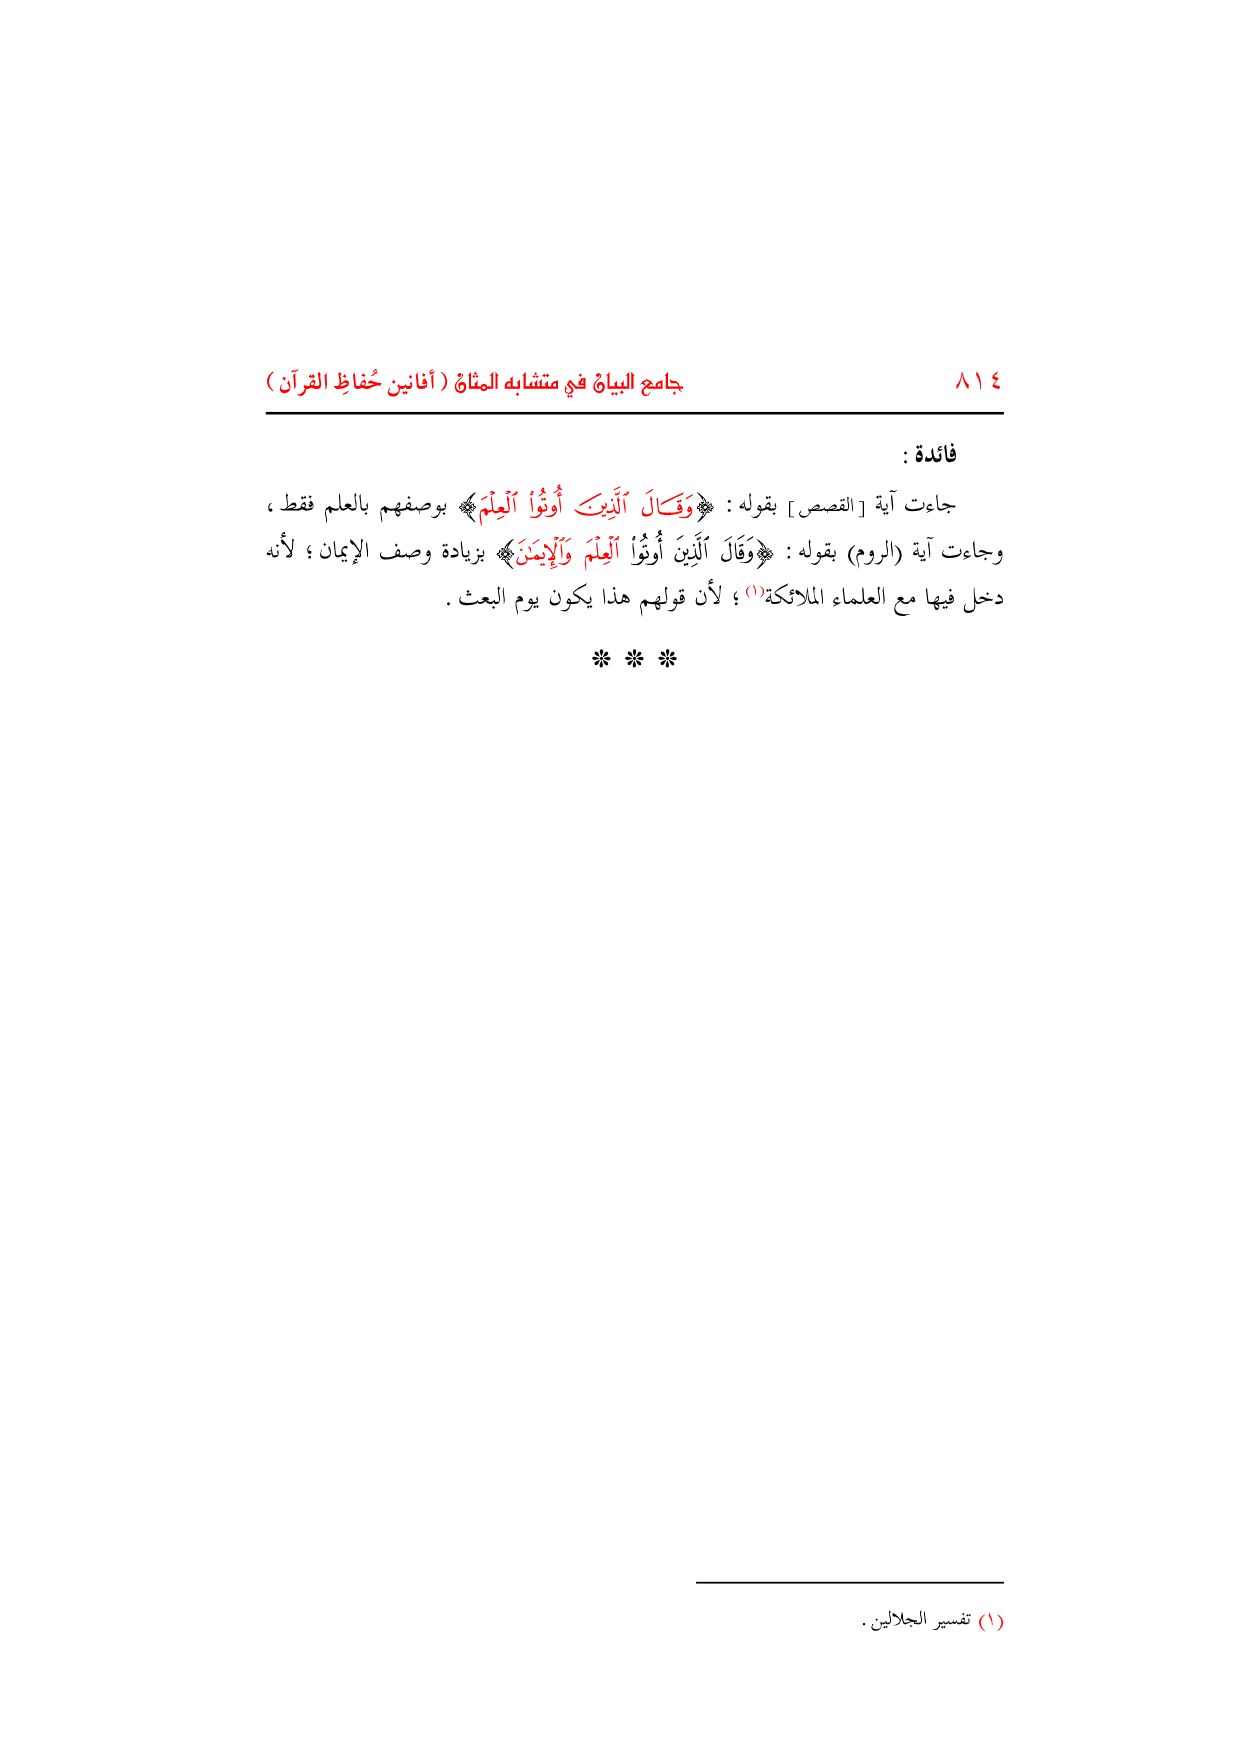 ٨١٤ جامع البيان في متشابه المثان ( أفانين حُفاظِ القرآن )
فائدة :
جاءت آية [القصص] بقوله : ﴿وَقَالَ ٱلَّذِينَ أُوتُواْ ٱلْعِلْمَ﴾ بوصفهم بالعلم فقط ،
وجاءت آية (الروم) بقوله : ﴿وَقَالَ ٱلَّذِينَ أُوتُواْ ٱلْعِلْمَ وَٱلْإِيمَٰنَ﴾ بزيادة وصف الإيمان ؛ لأنه
دخل فيها مع العلماء الملائكة(١) ؛ لأن قولهم هذا يكون يوم البعث .
❊ ❊ ❊
(١) تفسير الجلالين .